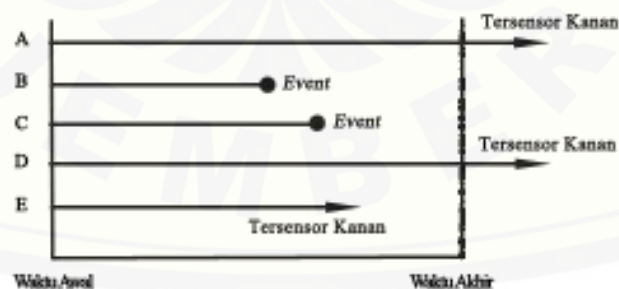 A
Tersensor Kanan
B
Event
C
Event
D
Tersensor Kanan
E
Tersensor Kanan
Waktu Awal
Waktu Akhir